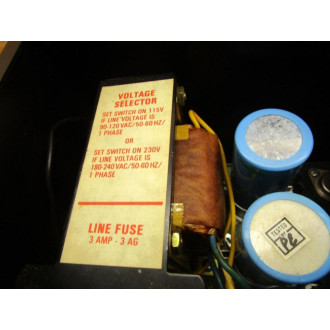 VOLTAGE
SELECTOR
SET SWITCH ON 115V
IF LINE VOLTAGE IS
90-120 VAC/50-60 HZ/
1 PHASE
OR
SET SWITCH ON 230V
IF LINE VOLTAGE IS
180-240 VAC/50-60 HZ/
1 PHASE
LINE FUSE
3 AMP - 3 AG
TESTED
BY